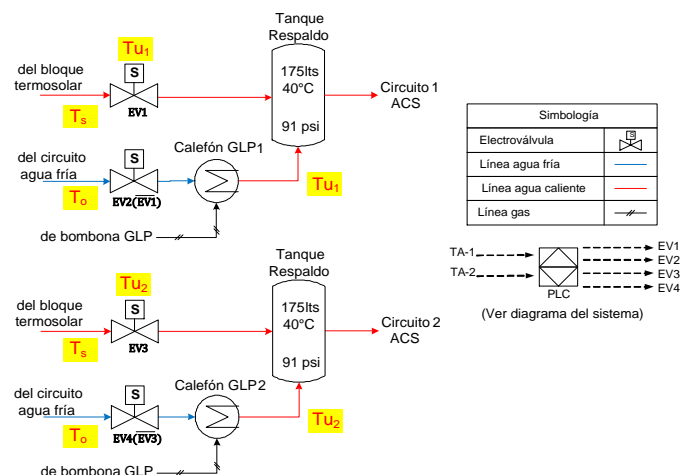 Tanque
Respaldo
Tu1
del bloque
termosolar
S
175lts
40°C
91 psi
Circuito 1
ACS
Ts
EV1
del circuito
agua fría
S
Calefón GLP1
To
EV2(E̅V̅1̅)
Tu1
de bombona GLP
Tanque
Respaldo
Tu2
del bloque
termosolar
S
175lts
40°C
91 psi
Circuito 2
ACS
Ts
EV3
del circuito
agua fría
S
Calefón GLP2
To
EV4(E̅V̅3̅)
Tu2
de bombona GLP
Simbología
Electroválvula
S
Línea agua fría
Línea agua caliente
Línea gas
TA-1
TA-2
PLC
EV1
EV2
EV3
EV4
(Ver diagrama del sistema)